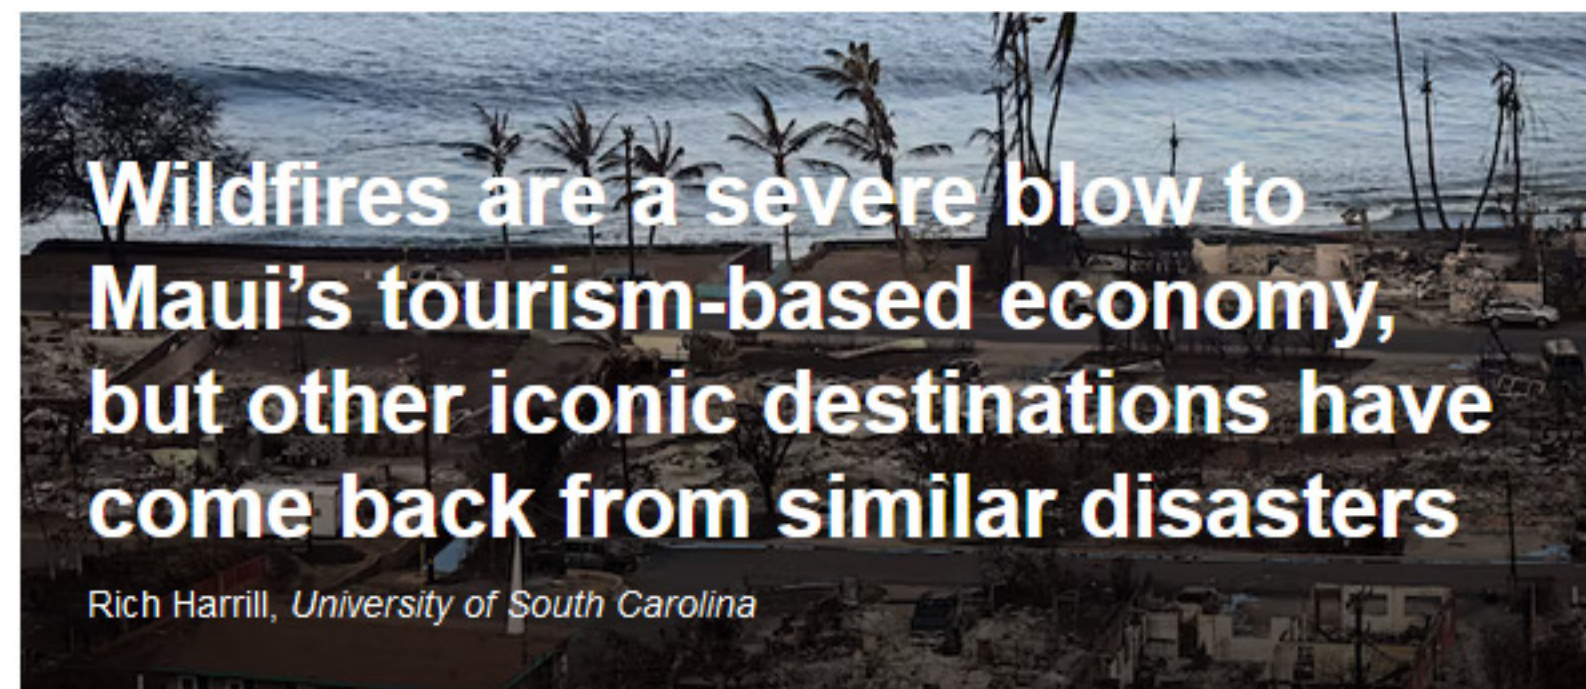 Wildfires are a severe blow to
Maui’s tourism-based economy,
but other iconic destinations have
come back from similar disasters
Rich Harrill, University of South Carolina